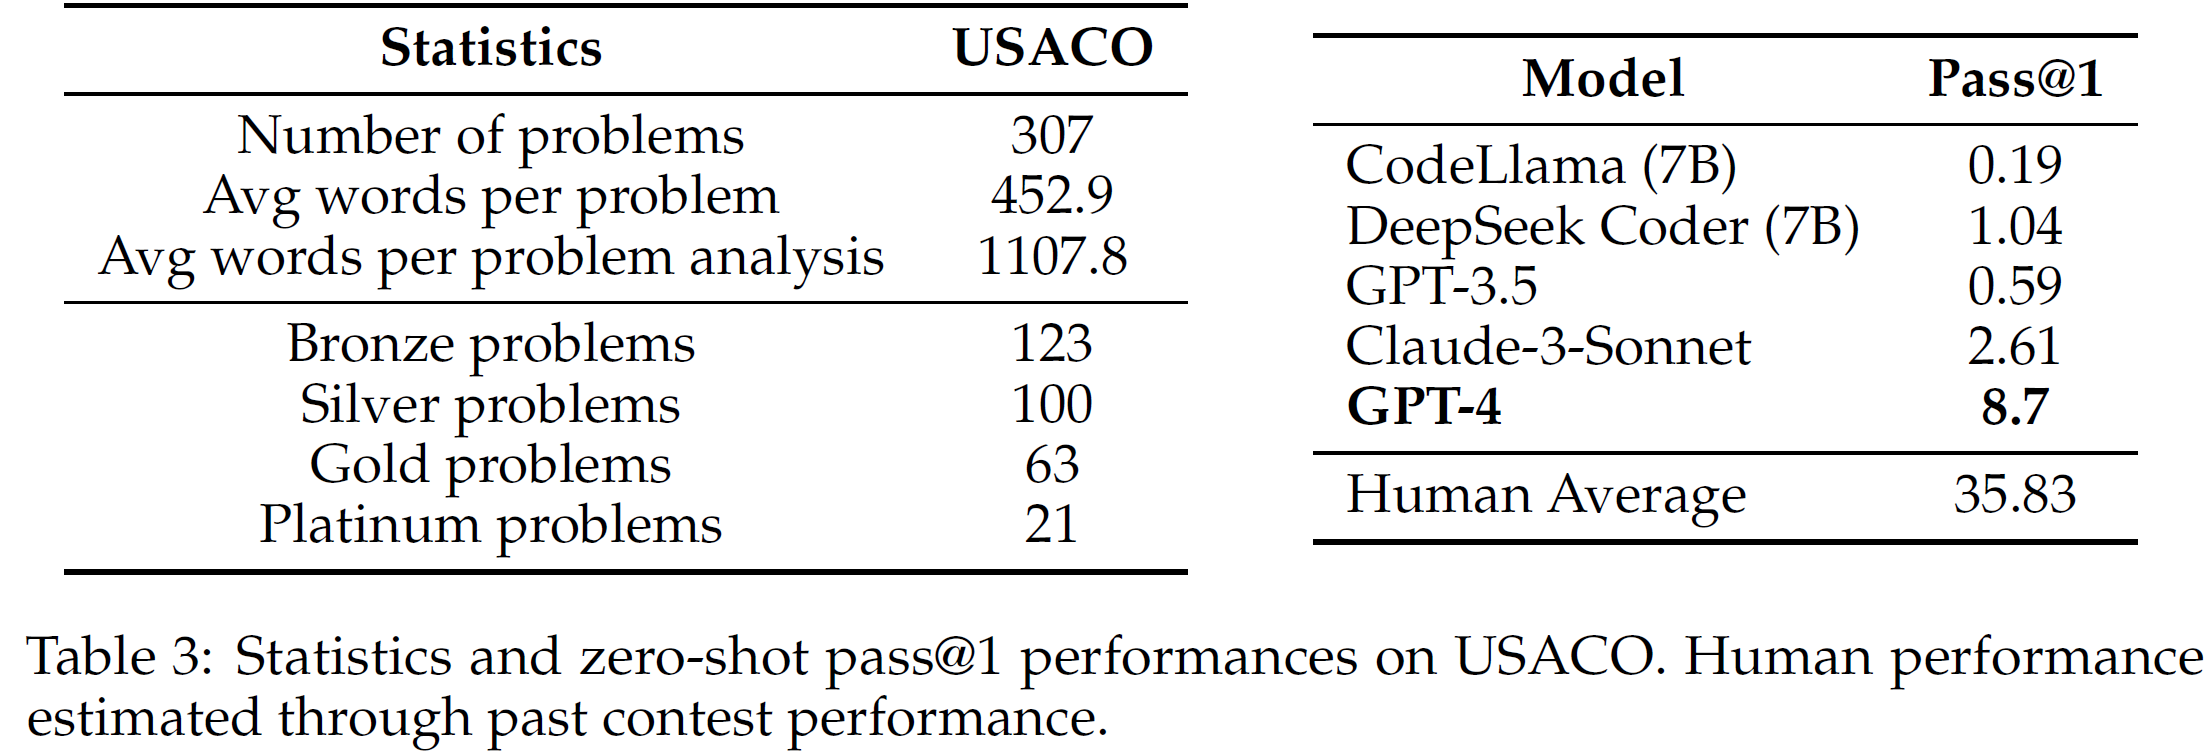 Statistics USACO
Number of problems 307
Avg words per problem 452.9
Avg words per problem analysis 1107.8
Bronze problems 123
Silver problems 100
Gold problems 63
Platinum problems 21
Model Pass@1
CodeLlama (7B) 0.19
DeepSeek Coder (7B) 1.04
GPT-3.5 0.59
Claude-3-Sonnet 2.61
GPT-4 8.7
Human Average 35.83
Table 3: Statistics and zero-shot pass@1 performances on USACO. Human performance
estimated through past contest performance.